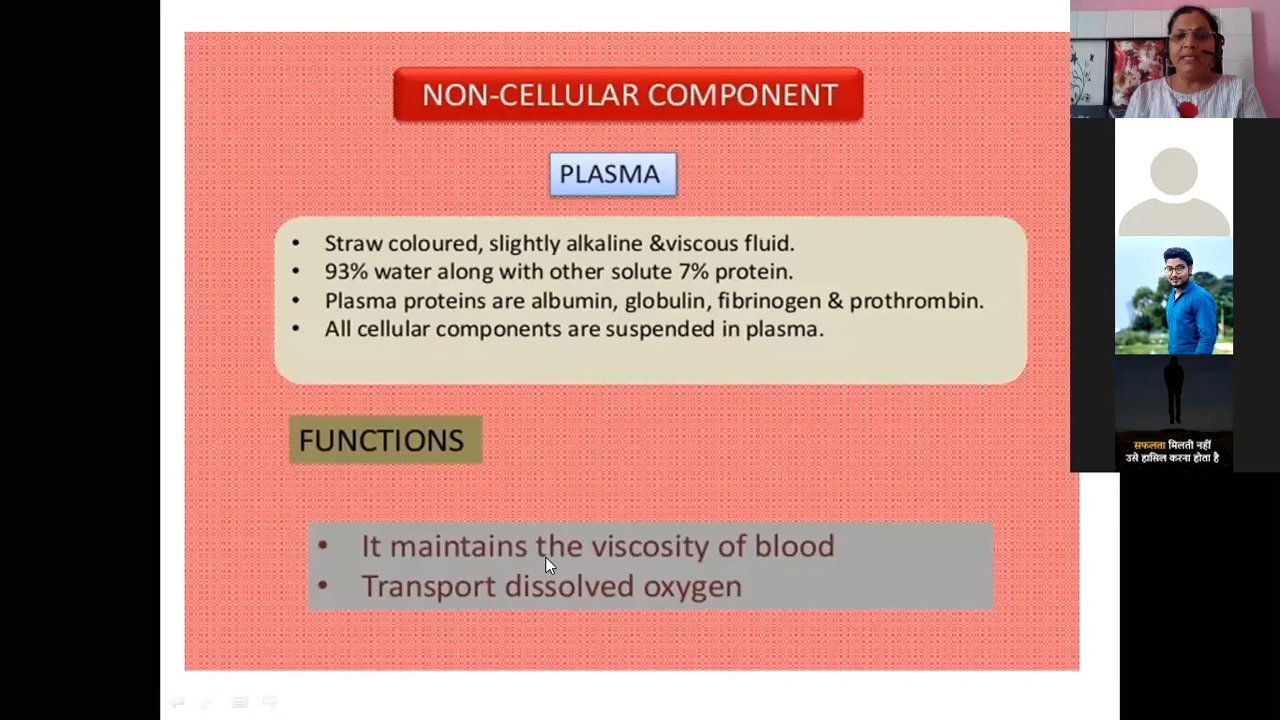 NON-CELLULAR COMPONENT
PLASMA
• Straw coloured, slightly alkaline &viscous fluid.
• 93% water along with other solute 7% protein.
• Plasma proteins are albumin, globulin, fibrinogen & prothrombin.
• All cellular components are suspended in plasma.
FUNCTIONS
• It maintains the viscosity of blood
• Transport dissolved oxygen
सफलता मिलती नहीं
उसे हासिल करना होता है